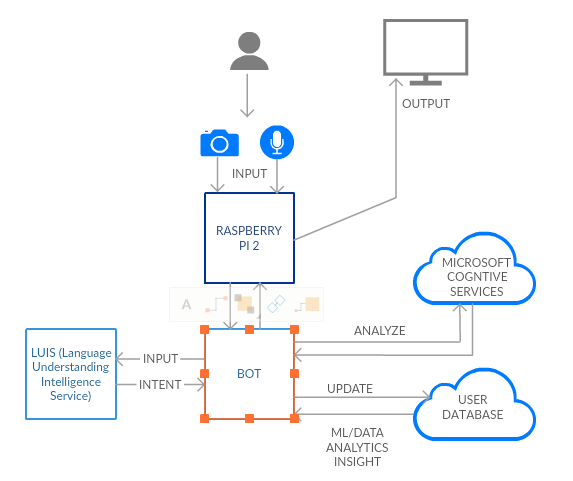 OUTPUT
INPUT
RASPBERRY
PI 2
A
MICROSOFT
COGNTIVE
SERVICES
ANALYZE
LUIS (Language
Understanding
Intelligence
Service)
INPUT
INTENT
BOT
UPDATE
USER
DATABASE
ML/DATA
ANALYTICS
INSIGHT